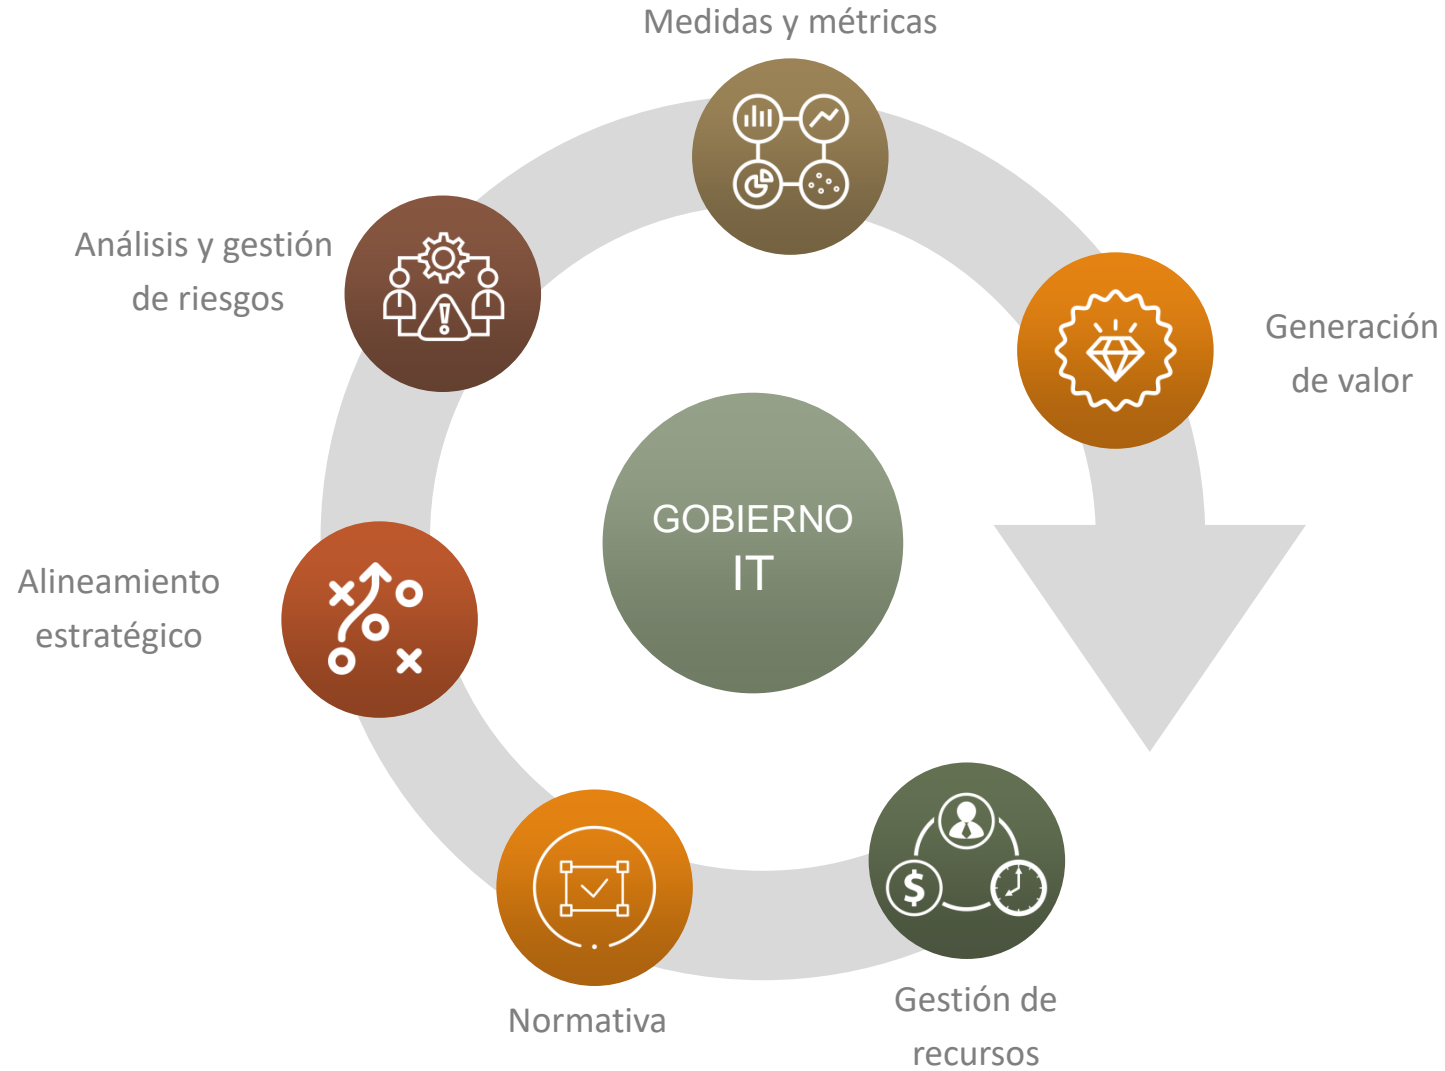 Medidas y métricas
Análisis y gestión
de riesgos
Generación
de valor
GOBIERNO
IT
Alineamiento
estratégico
Normativa
Gestión de
recursos
$